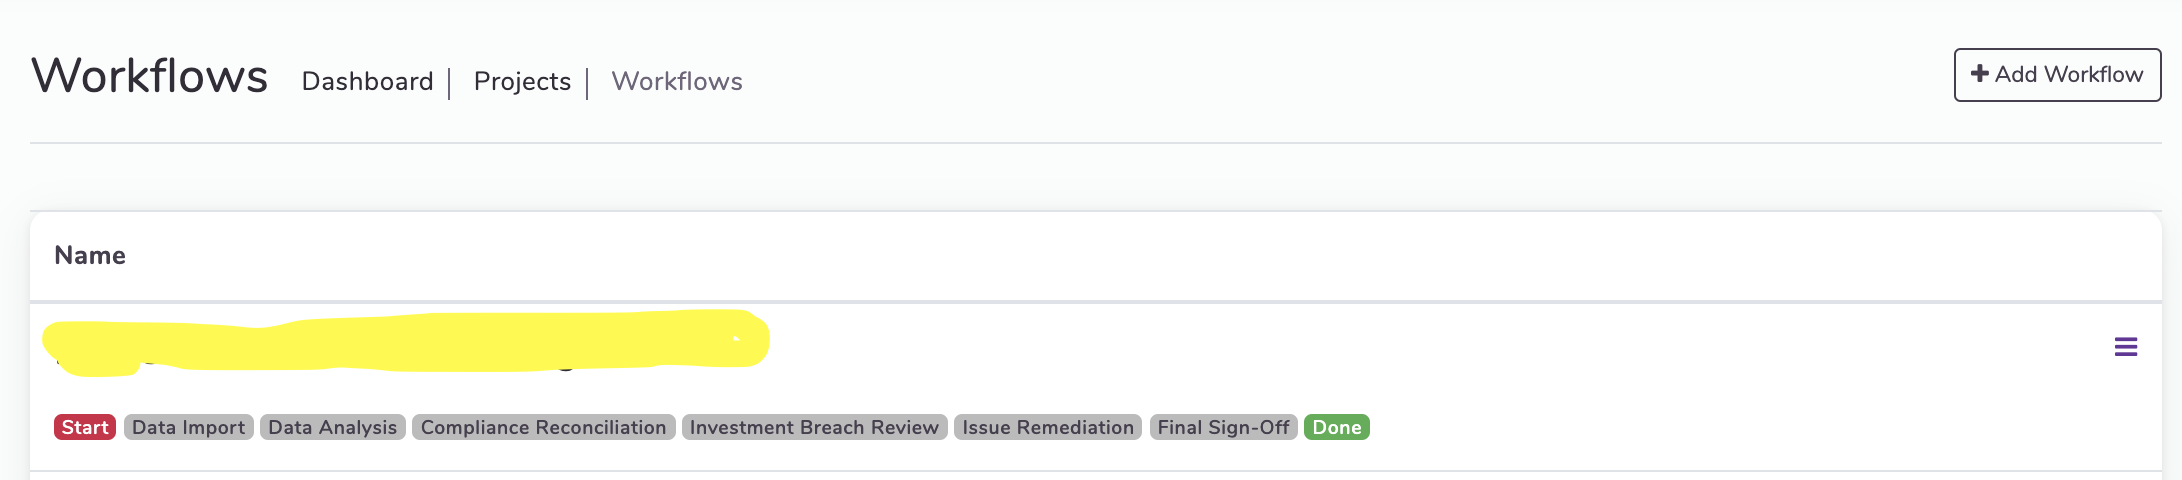 Workflows Dashboard | Projects | Workflows
+ Add Workflow
Name
Start Data Import Data Analysis Compliance Reconciliation Investment Breach Review Issue Remediation Final Sign-Off Done